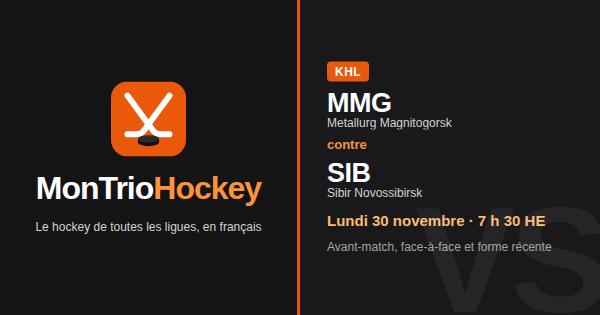 MonTrioHockey
Le hockey de toutes les ligues, en français
KHL
MMG
Metallurg Magnitogorsk
contre
SIB
Sibir Novossibirsk
Lundi 30 novembre · 7 h 30 HE
Avant-match, face-à-face et forme récente
VS